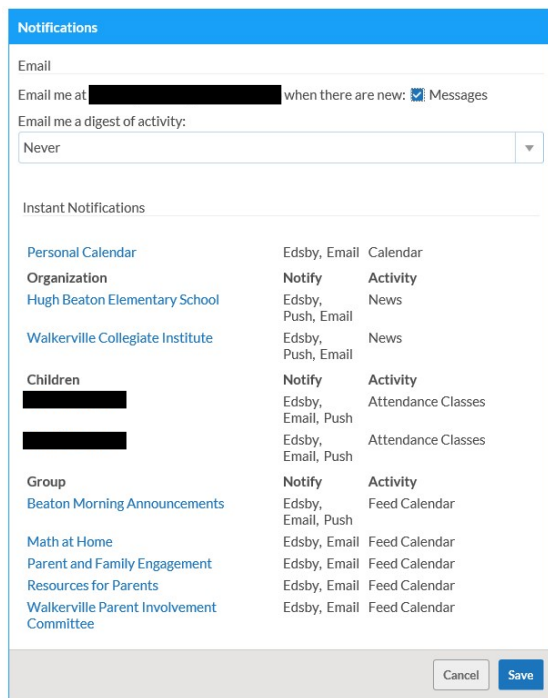 Notifications
Email
Email me at when there are new: Messages
Email me a digest of activity:
Never
Instant Notifications
Personal Calendar Edsby, Email Calendar
Organization Notify Activity
Hugh Beaton Elementary School Edsby, News
Push, Email
Walkerville Collegiate Institute Edsby, News
Push, Email
Children Notify Activity
Edsby, Attendance Classes
Email, Push
Edsby, Attendance Classes
Email, Push
Group Notify Activity
Beaton Morning Announcements Edsby, Feed Calendar
Email, Push
Math at Home Edsby, Email Feed Calendar
Parent and Family Engagement Edsby, Email Feed Calendar
Resources for Parents Edsby, Email Feed Calendar
Walkerville Parent Involvement Edsby, Email Feed Calendar
Committee
Cancel Save